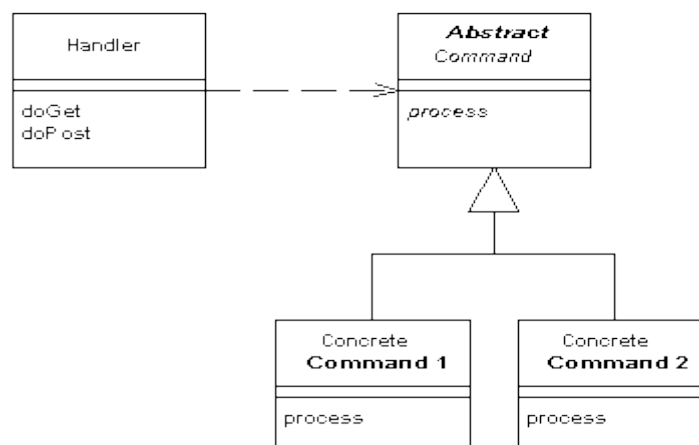 Handler
doGet
doPost
Abstract
Command
process
Concrete
Command 1
process
Concrete
Command 2
process